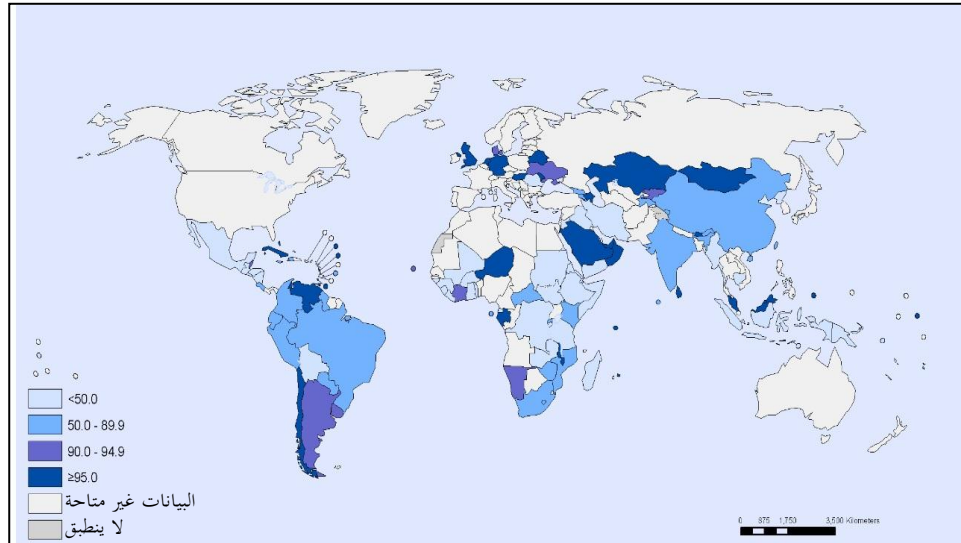 <50.0
50.0 - 89.9
90.0 - 94.9
≥95.0
البيانات غير متاحة
لا ينطبق
0 875 1,750 3,500 Kilometers